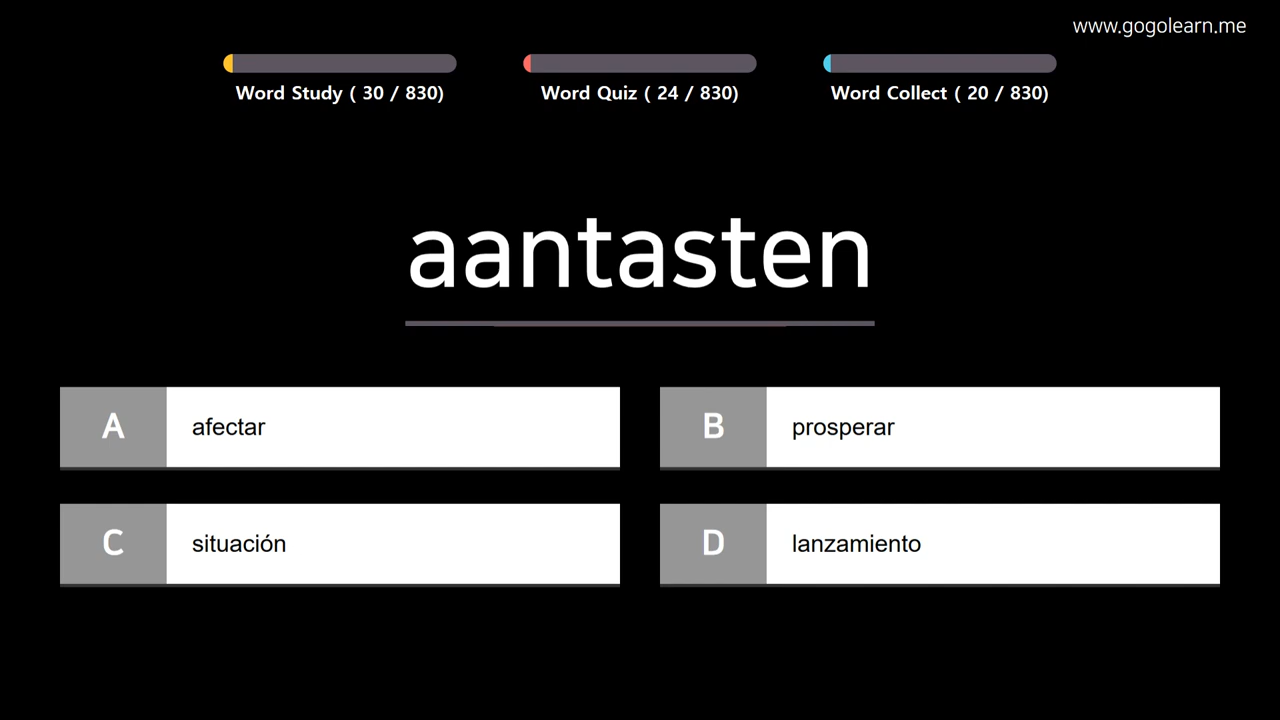 www.gogolearn.me
Word Study ( 30 / 830)
Word Quiz ( 24 / 830)
Word Collect ( 20 / 830)
aantasten
A afectar
B prosperar
C situación
D lanzamiento